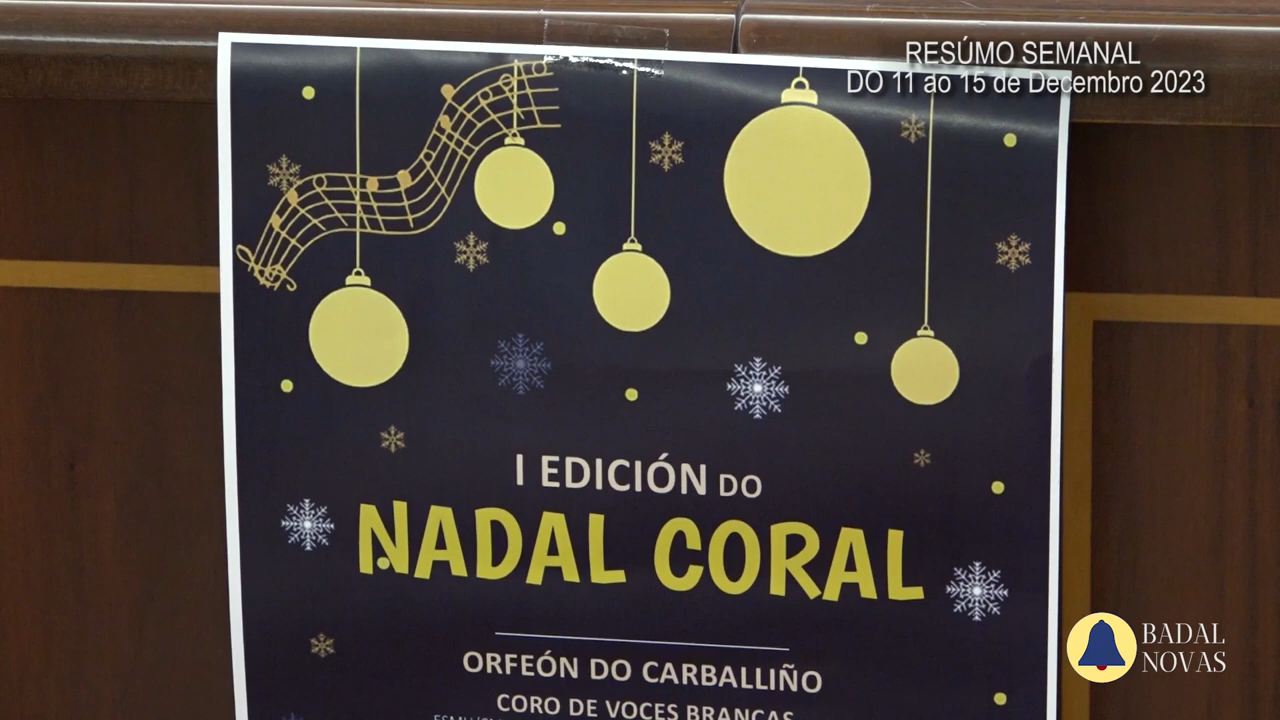 RESÚMO SEMANAL
DO 11 ao 15 de Decembro 2023
I EDICIÓN DO
NADAL CORAL
ORFEÓN DO CARBALLIÑO
CORO DE VOCES BRANCAS
BADAL
NOVAS